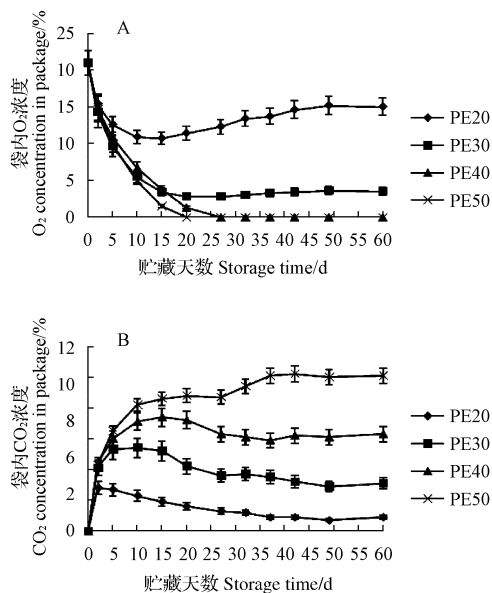 A
25
20
15
10
5
0
袋内O₂浓度
O₂ concentration in package/%
0 5 10 15 20 25 30 35 40 45 50 55 60
贮藏天数 Storage time/d
PE20
PE30
PE40
PE50
B
12
10
8
6
2
0
袋内CO₂浓度
CO₂ concentration in package/%
0 5 10 15 20 25 30 35 40 45 50 55 60
贮藏天数 Storage time/d
PE20
PE30
PE40
PE50